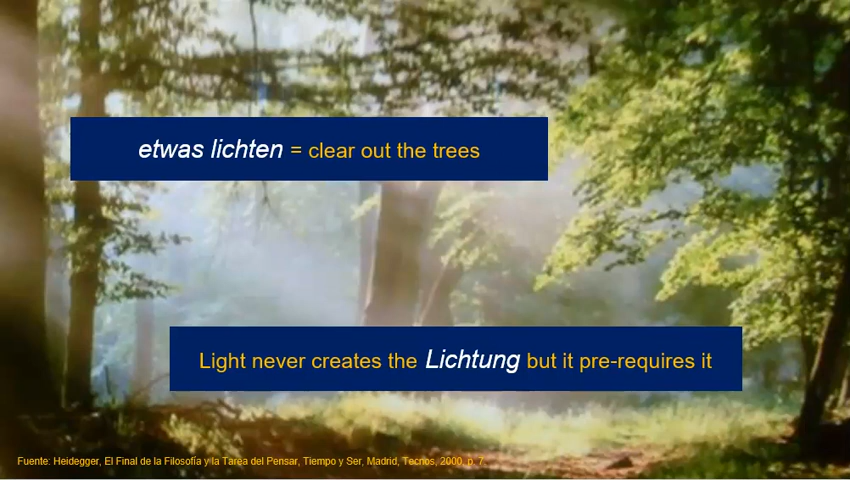 etwas lichten = clear out the trees
Light never creates the Lichtung but it pre-requires it
Fuente: Heidegger, El Final de la Filosofía y la Tarea del Pensar, Tiempo y Ser, Madrid, Tecnos, 2000, p. 7.